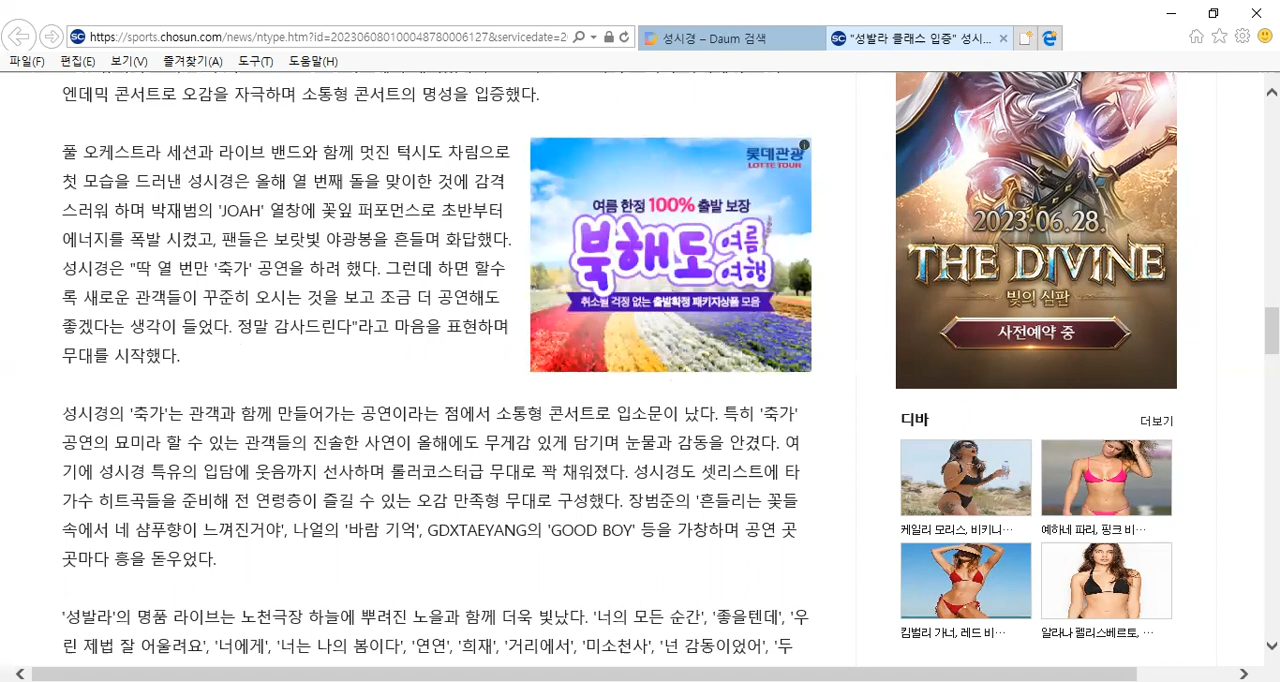 https://sports.chosun.com/news/ntype.htm?id=202306080100048780006127&servicedate=2
성시경 – Daum 검색
"성발라 클래스 입증" 성시...
파일(F) 편집(E) 보기(V) 즐겨찾기(A) 도구(T) 도움말(H)
엔데믹 콘서트로 오감을 자극하며 소통형 콘서트의 명성을 입증했다.
풀 오케스트라 세션과 라이브 밴드와 함께 멋진 턱시도 차림으로
첫 모습을 드러낸 성시경은 올해 열 번째 돌을 맞이한 것에 감격
스러워 하며 박재범의 'JOAH' 열창에 꽃잎 퍼포먼스로 초반부터
에너지를 폭발 시켰고, 팬들은 보랏빛 야광봉을 흔들며 화답했다.
성시경은 "딱 열 번만 '축가' 공연을 하려 했다. 그런데 하면 할수
록 새로운 관객들이 꾸준히 오시는 것을 보고 조금 더 공연해도
좋겠다는 생각이 들었다. 정말 감사드린다"라고 마음을 표현하며
무대를 시작했다.
롯데관광
LOTTE TOUR
여름 한정 100% 출발 보장
북해도 여름
여행
취소될 걱정 없는 출발확정 패키지상품 모음
성시경의 '축가'는 관객과 함께 만들어가는 공연이라는 점에서 소통형 콘서트로 입소문이 났다. 특히 '축가'
공연의 묘미라 할 수 있는 관객들의 진솔한 사연이 올해에도 무게감 있게 담기며 눈물과 감동을 안겼다. 여
기에 성시경 특유의 입담에 웃음까지 선사하며 롤러코스터급 무대로 꽉 채워졌다. 성시경도 셋리스트에 타
가수 히트곡들을 준비해 전 연령층이 즐길 수 있는 오감 만족형 무대로 구성했다. 장범준의 '흔들리는 꽃들
속에서 네 샴푸향이 느껴진거야', 나얼의 '바람 기억', GDXTAEYANG의 'GOOD BOY' 등을 가창하며 공연 곳
곳마다 흥을 돋우었다.
'성발라'의 명품 라이브는 노천극장 하늘에 뿌려진 노을과 함께 더욱 빛났다. '너의 모든 순간', '좋을텐데', '우
린 제법 잘 어울려요', '너에게', '너는 나의 봄이다', '연연', '희재', '거리에서', '미소천사', '넌 감동이었어', '두
2023.06.28.
THE DIVINE
빛의 심판
사전예약 중
디바
더보기
케일리 모리스, 비키니…
예하네 파리, 핑크 비…
킴벌리 가너, 레드 비…
알라나 펠리스베르토, …